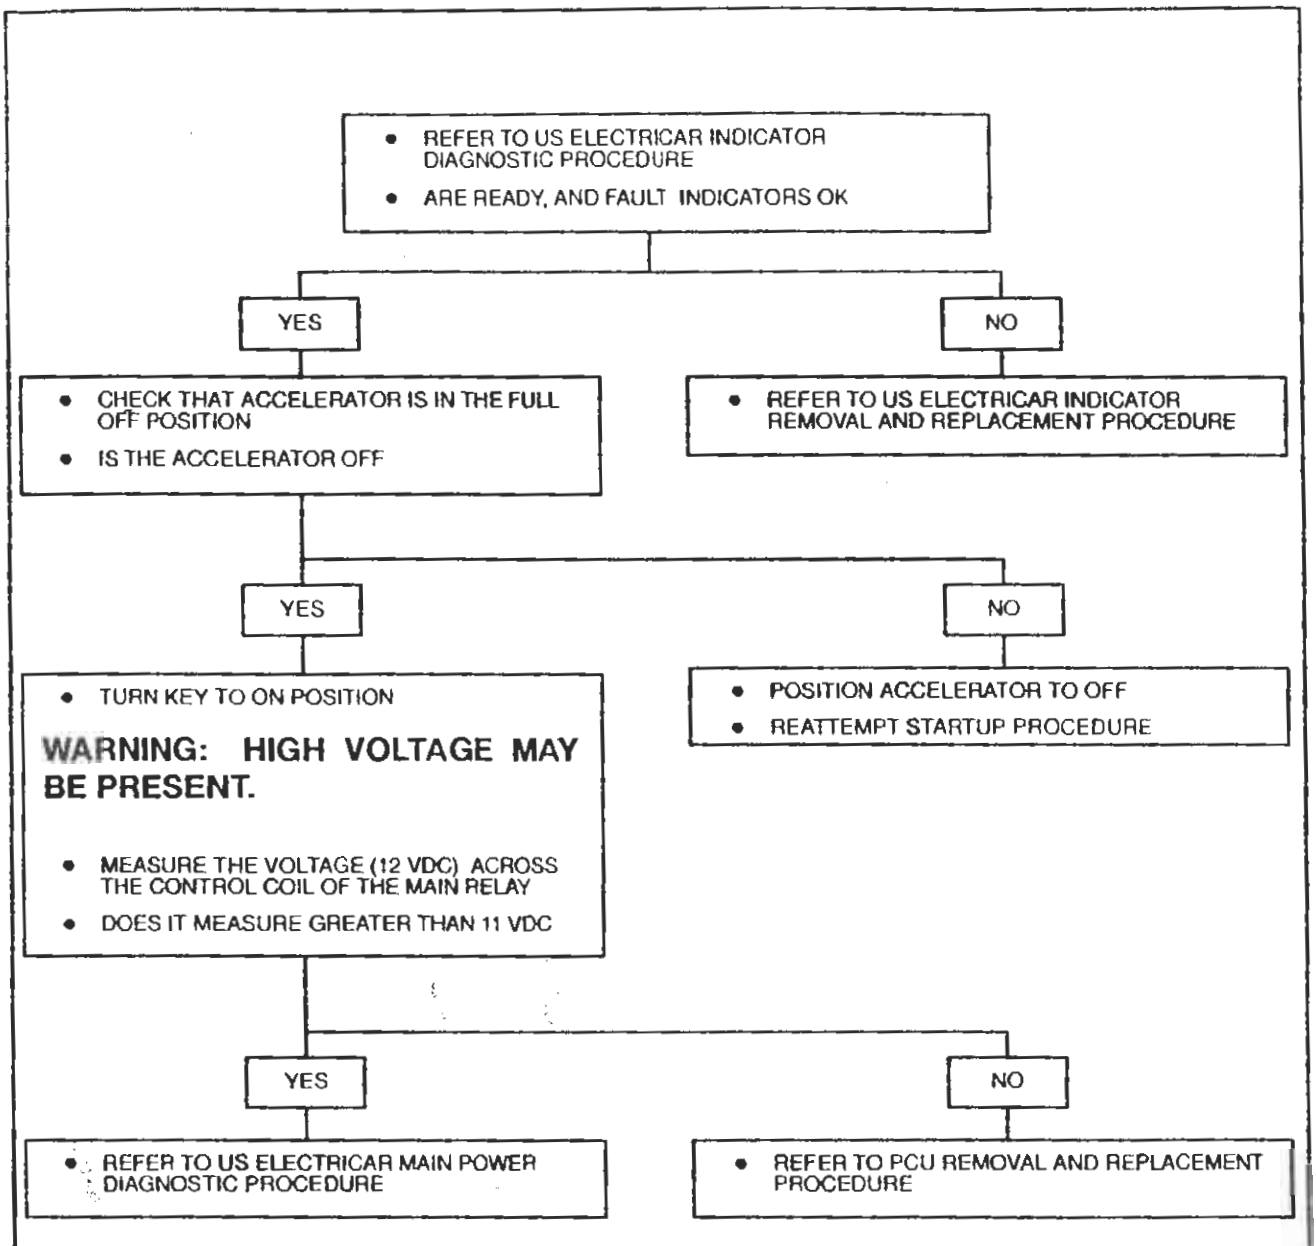 • REFER TO US ELECTRICAR INDICATOR
DIAGNOSTIC PROCEDURE
• ARE READY, AND FAULT INDICATORS OK
YES
NO
• CHECK THAT ACCELERATOR IS IN THE FULL
OFF POSITION
• IS THE ACCELERATOR OFF
• REFER TO US ELECTRICAR INDICATOR
REMOVAL AND REPLACEMENT PROCEDURE
YES
NO
• TURN KEY TO ON POSITION
WARNING: HIGH VOLTAGE MAY
BE PRESENT.
• MEASURE THE VOLTAGE (12 VDC) ACROSS
THE CONTROL COIL OF THE MAIN RELAY
• DOES IT MEASURE GREATER THAN 11 VDC
• POSITION ACCELERATOR TO OFF
• REATTEMPT STARTUP PROCEDURE
YES
NO
• REFER TO US ELECTRICAR MAIN POWER
DIAGNOSTIC PROCEDURE
• REFER TO PCU REMOVAL AND REPLACEMENT
PROCEDURE